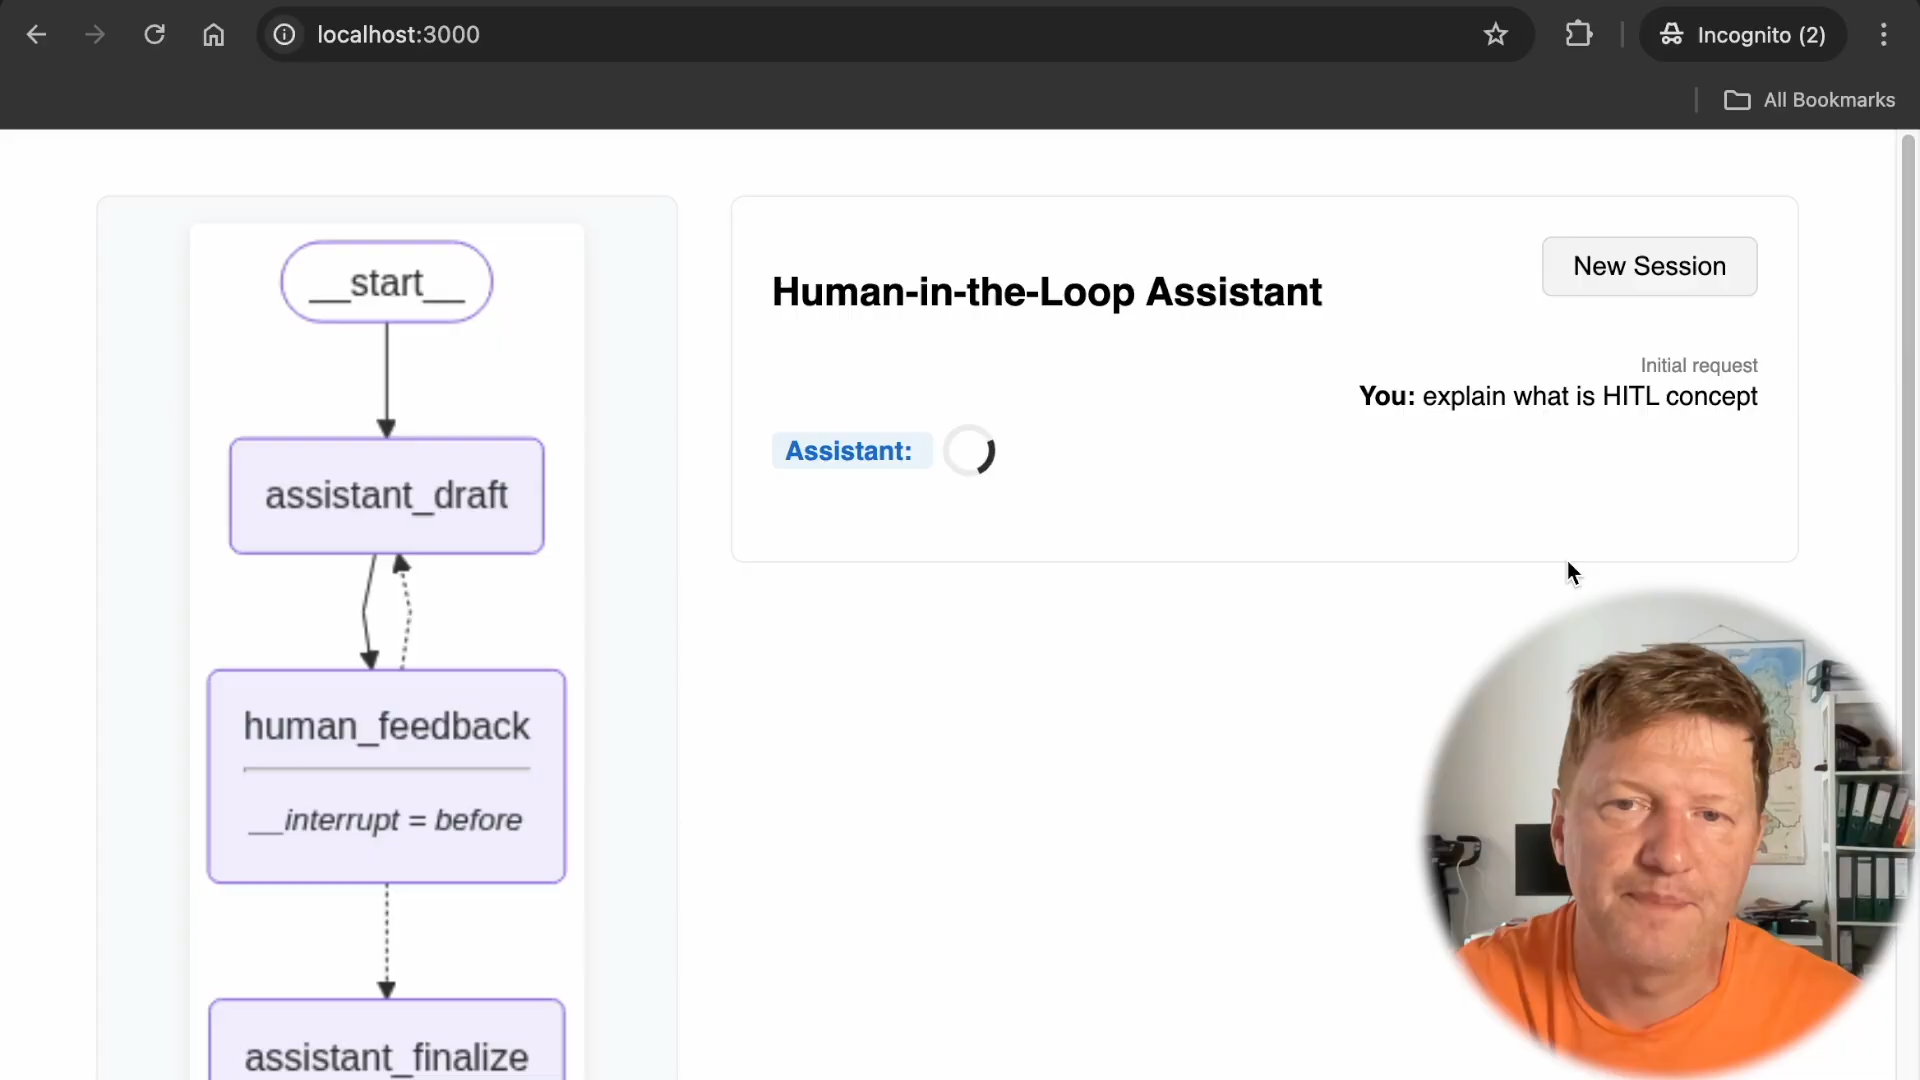 localhost:3000
Incognito (2)
All Bookmarks
__start__
assistant_draft
human_feedback
__interrupt = before
assistant_finalize
Human-in-the-Loop Assistant
New Session
Initial request
You: explain what is HITL concept
Assistant: